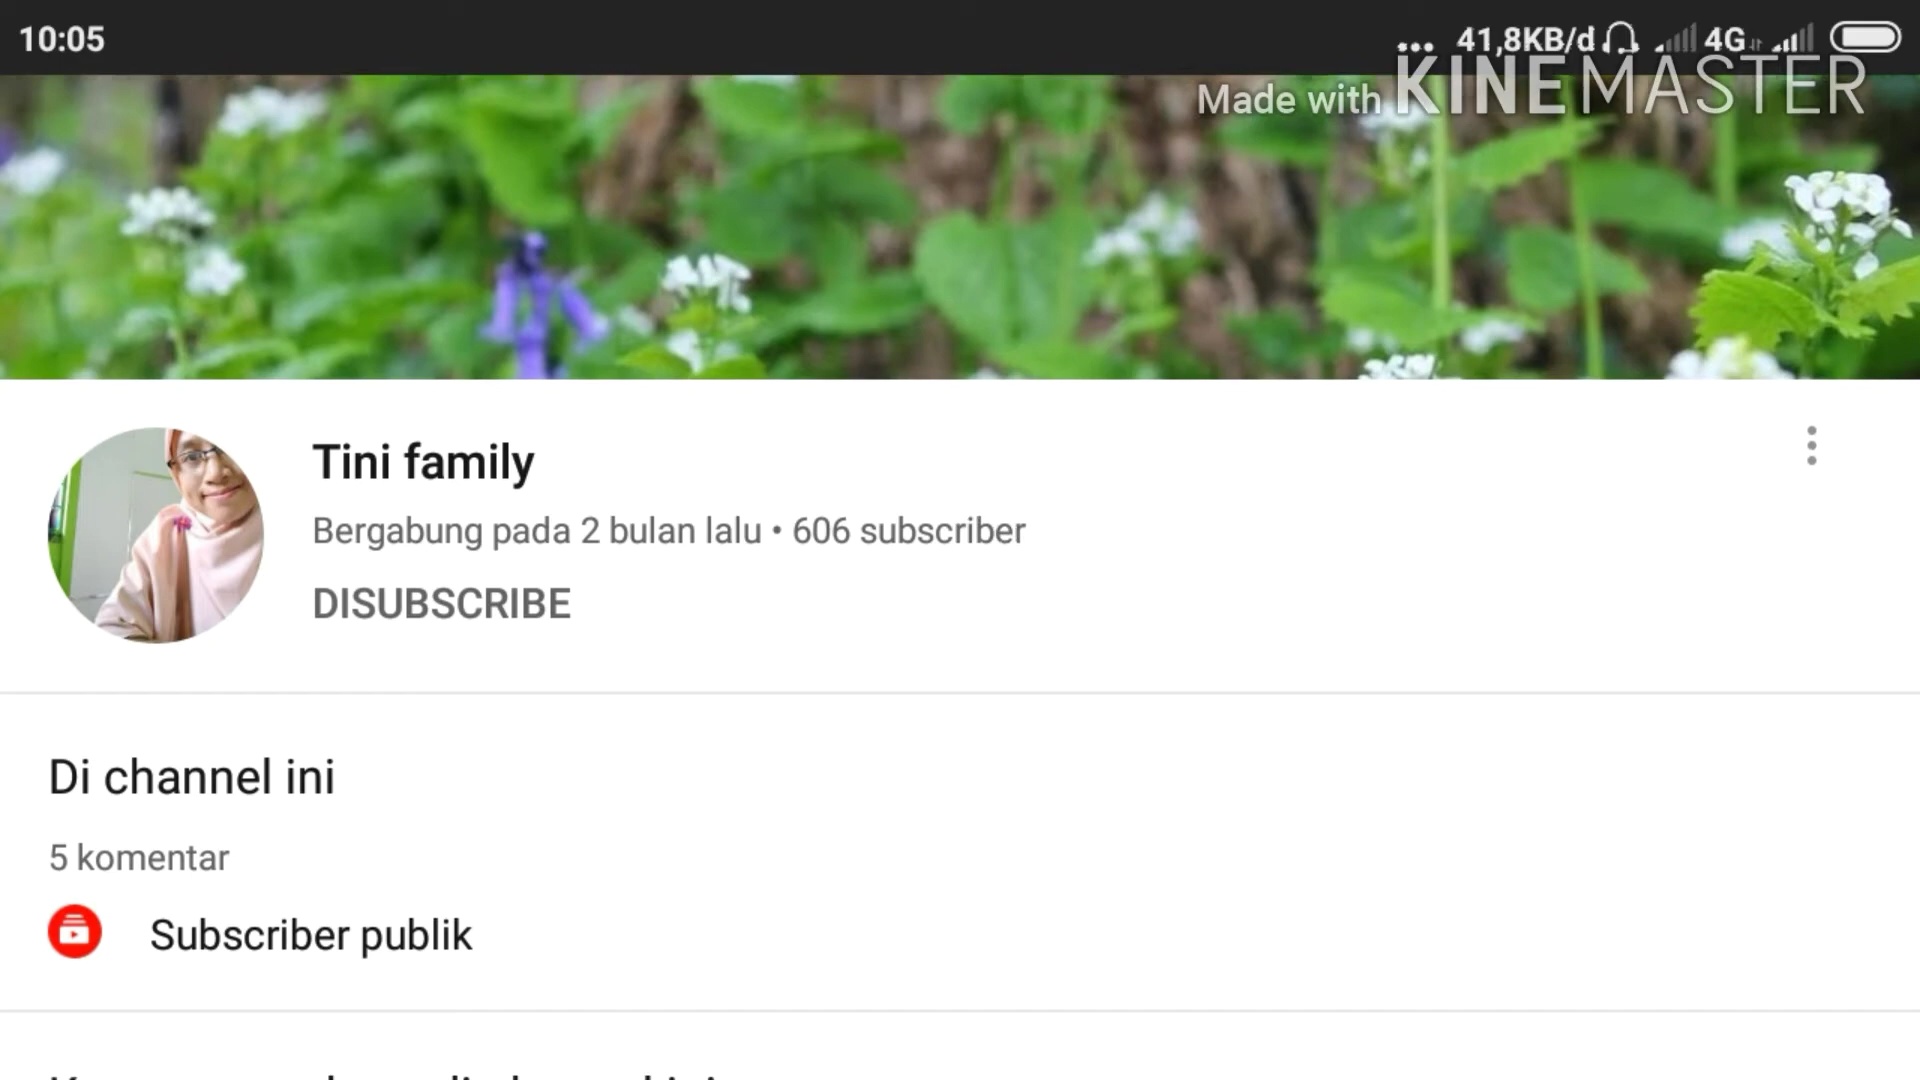 10:05
... 41,8KB/d 4G
Made with KINEMASTER
Tini family
Bergabung pada 2 bulan lalu • 606 subscriber
DISUBSCRIBE
Di channel ini
5 komentar
Subscriber publik